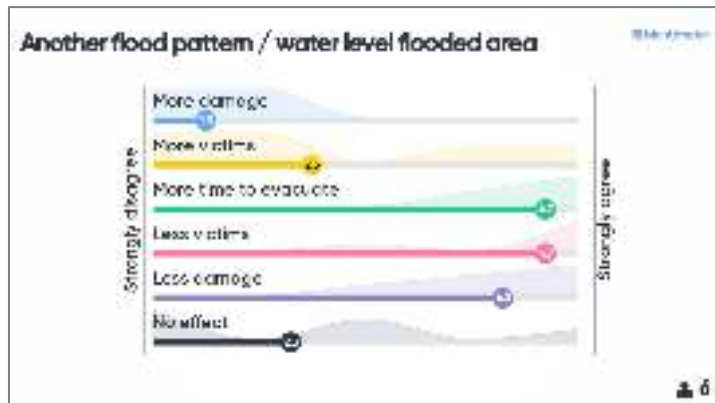 Another flood pattern / water level flooded area
More damage
More victims
More time to evacuate
Less victims
Less damage
No effect
Strongly disagree
Strongly agree
6